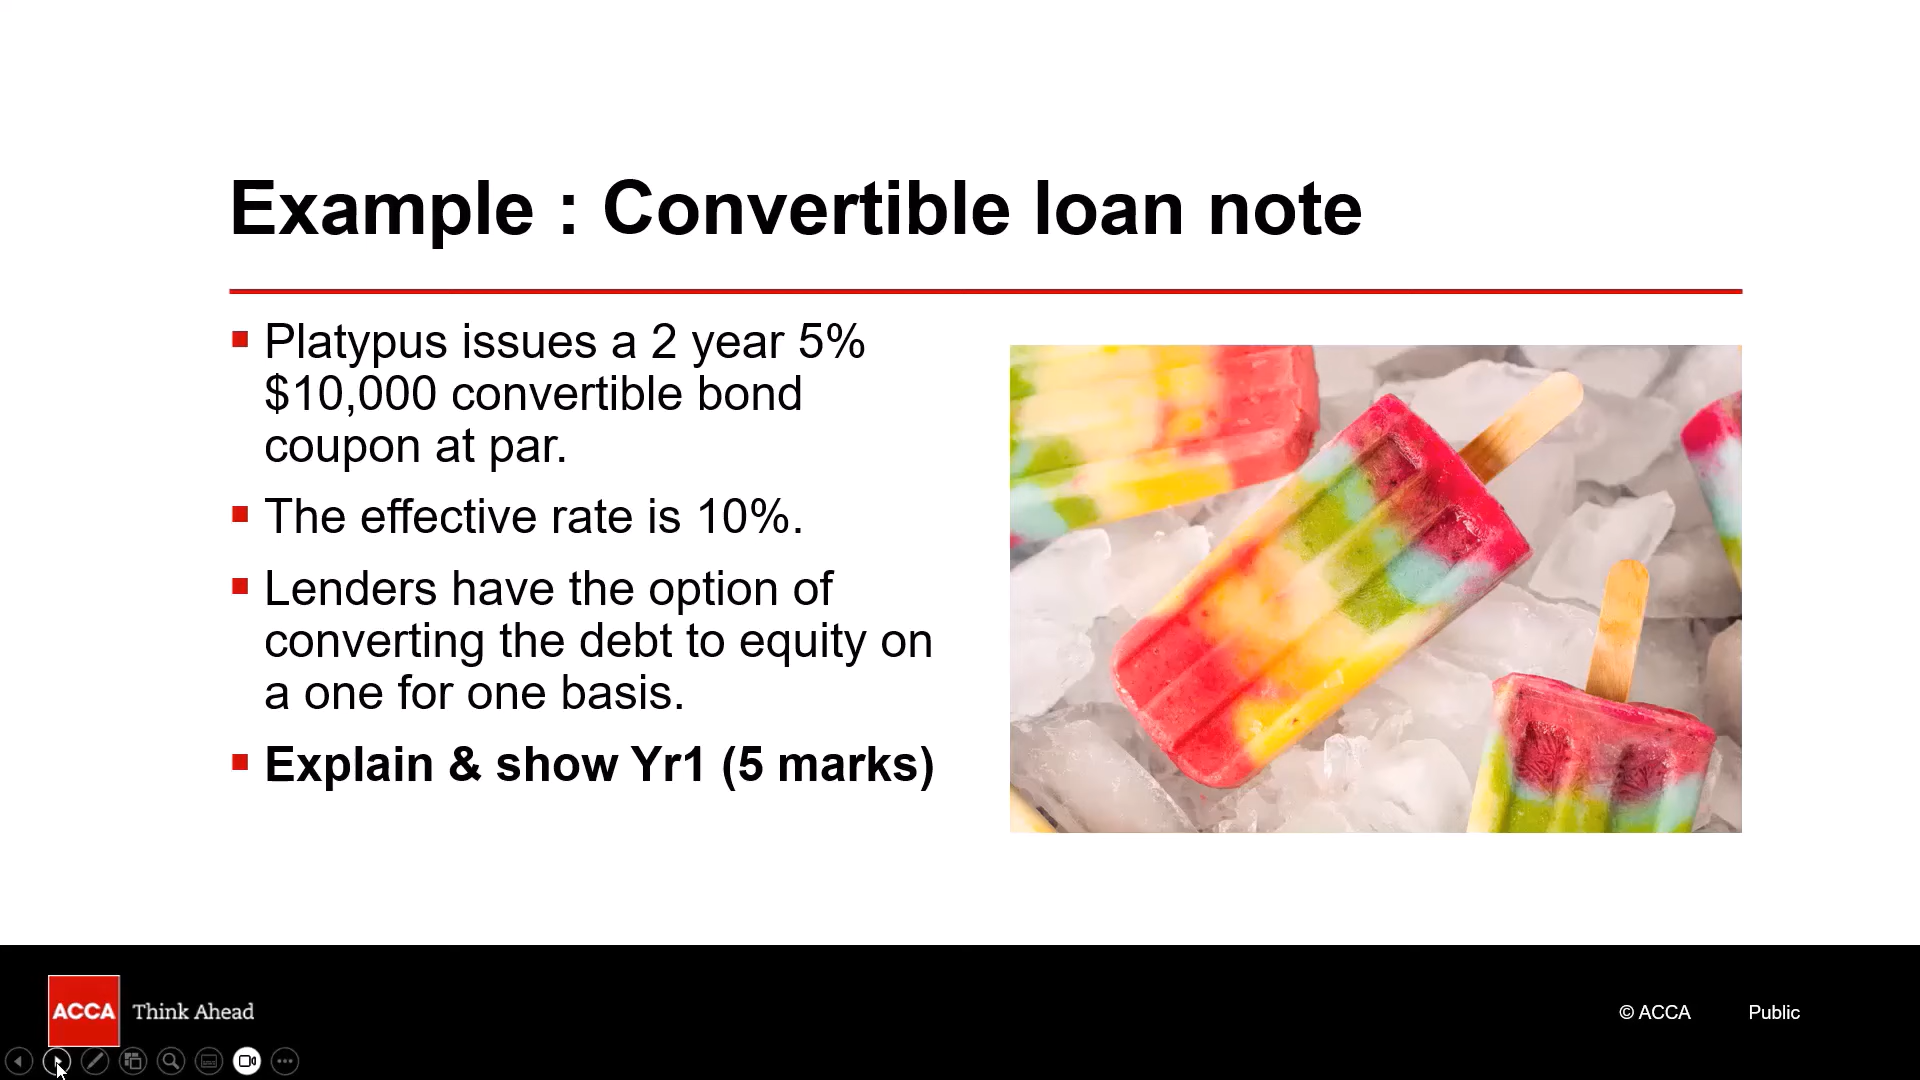 Example : Convertible loan note
Platypus issues a 2 year 5%
$10,000 convertible bond
coupon at par.
The effective rate is 10%.
Lenders have the option of
converting the debt to equity on
a one for one basis.
Explain & show Yr1 (5 marks)
ACCA Think Ahead
© ACCA Public